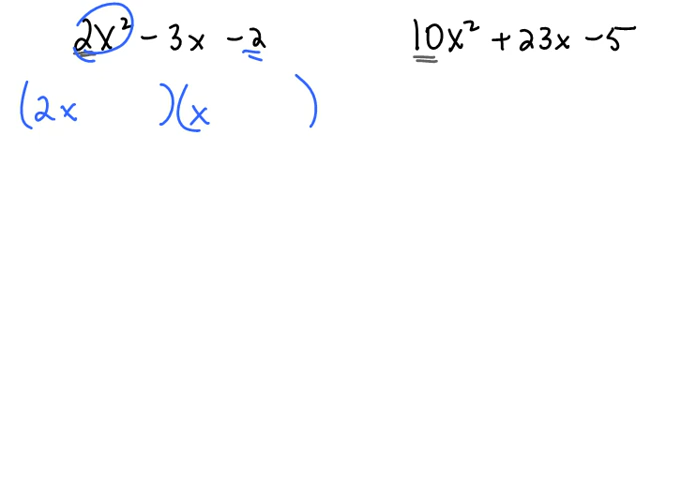 2x² - 3x - 2
(2x )(x )
10x² + 23x - 5